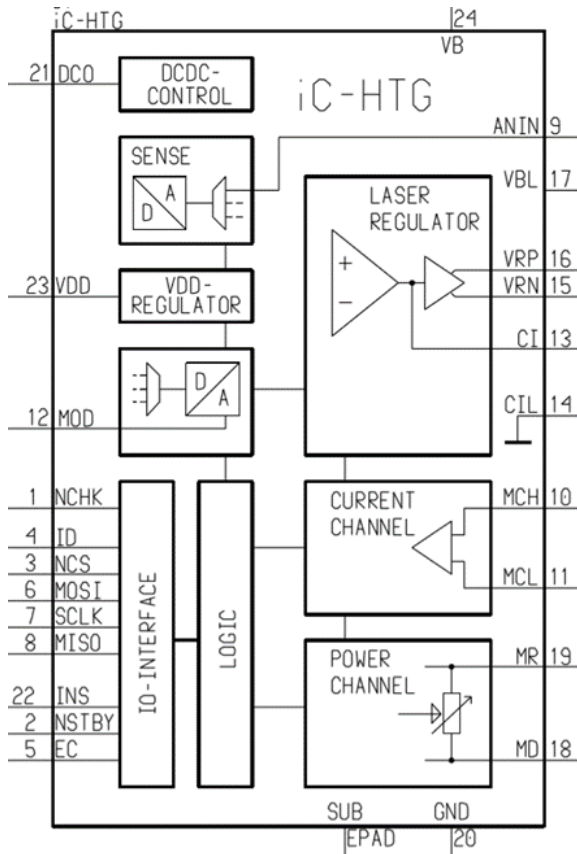 iC-HTG
24
VB
21 DCO
DCDC-
CONTROL
iC-HTG
ANIN 9
SENSE
A
D
VBL 17
LASER
REGULATOR
VRP 16
+
23 VDD
VDD-
REGULATOR
VRN 15
-
CI 13
D
A
12 MOD
CIL 14
1 NCHK
CURRENT
CHANNEL
MCH 10
4 ID
3 NCS
6 MOSI
MCL 11
7 SCLK
8 MISO
IO-INTERFACE
LOGIC
POWER
CHANNEL
MR 19
22 INS
2 NSTBY
5 EC
MD 18
SUB
GND
EPAD
20